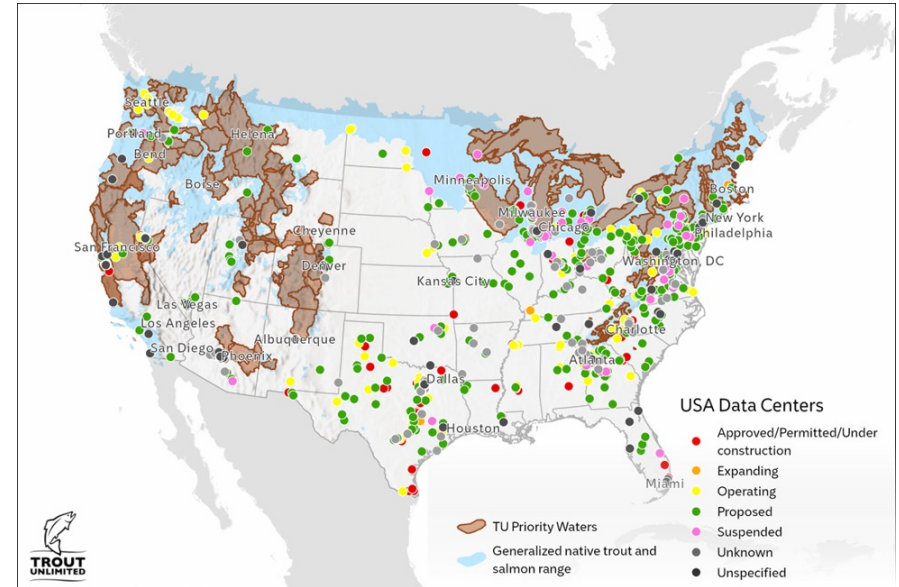 Seattle
Portland
Helena
Bend
Boise
Minneapolis
Boston
Milwaukee
New York
Chicago
Philadelphia
Cheyenne
San Francisco
Denver
Washington, DC
Kansas City
Las Vegas
Los Angeles
Charlotte
Albuquerque
San Diego
Phoenix
Atlanta
Dallas
Houston
Miami
USA Data Centers
Approved/Permitted/Under
construction
Expanding
Operating
Proposed
Suspended
Unknown
Unspecified
TU Priority Waters
Generalized native trout and
salmon range
TROUT
UNLIMITED